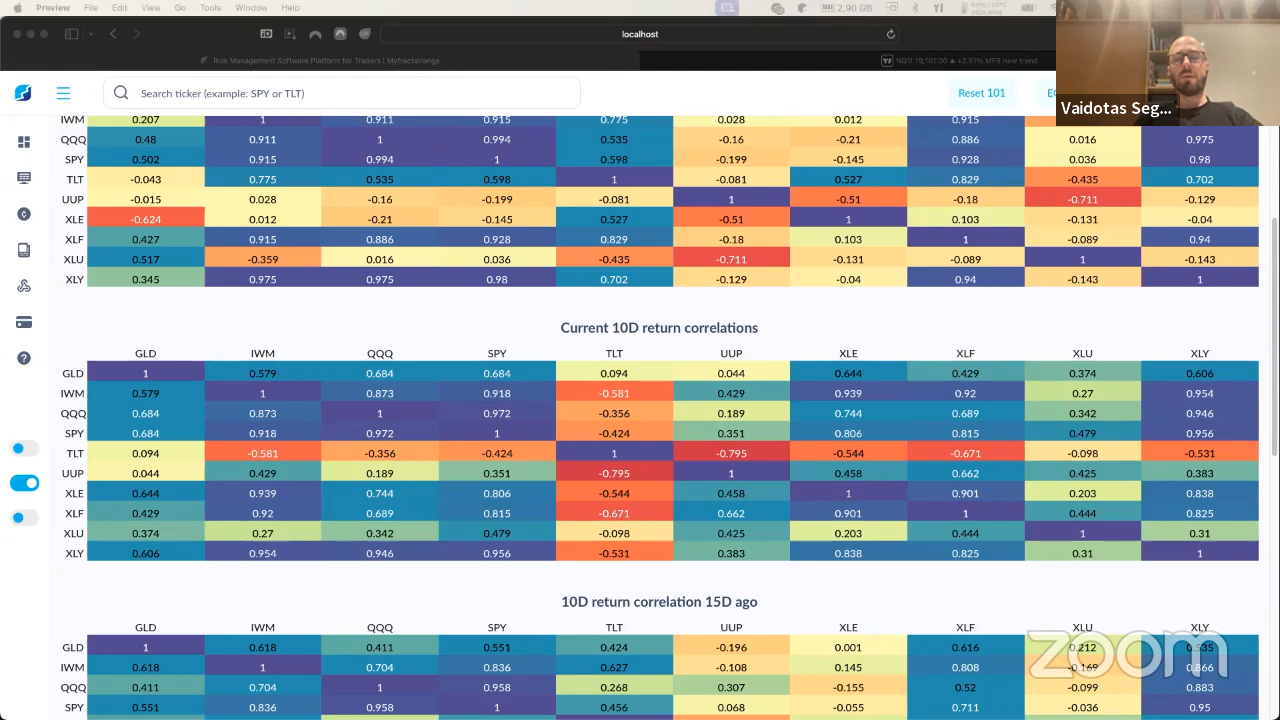 Preview File Edit View Go Tools Window Help 2,90 GB
localhost
Risk Management Software Platform for Traders | Myfractalrange NQ1! 19,107.00 ▲ +2.51% MFR new trend
Search ticker (example: SPY or TLT) Reset 101
Vaidotas Seg...
IWM 0.207 1 0.911 0.915 0.775 0.028 0.012 0.915
QQQ 0.48 0.911 1 0.994 0.535 -0.16 -0.21 0.886 0.016 0.975
SPY 0.502 0.915 0.994 1 0.598 -0.199 -0.145 0.928 0.036 0.98
TLT -0.043 0.775 0.535 0.598 1 -0.081 0.527 0.829 -0.435 0.702
UUP -0.015 0.028 -0.16 -0.199 -0.081 1 -0.51 -0.18 -0.711 -0.129
XLE -0.624 0.012 -0.21 -0.145 0.527 -0.51 1 0.103 -0.131 -0.04
XLF 0.427 0.915 0.886 0.928 0.829 -0.18 0.103 1 -0.089 0.94
XLU 0.517 -0.359 0.016 0.036 -0.435 -0.711 -0.131 -0.089 1 -0.143
XLY 0.345 0.975 0.975 0.98 0.702 -0.129 -0.04 0.94 -0.143 1
Current 10D return correlations
GLD IWM QQQ SPY TLT UUP XLE XLF XLU XLY
GLD 1 0.579 0.684 0.684 0.094 0.044 0.644 0.429 0.374 0.606
IWM 0.579 1 0.873 0.918 -0.581 0.429 0.939 0.92 0.27 0.954
QQQ 0.684 0.873 1 0.972 -0.356 0.189 0.744 0.689 0.342 0.946
SPY 0.684 0.918 0.972 1 -0.424 0.351 0.806 0.815 0.479 0.956
TLT 0.094 -0.581 -0.356 -0.424 1 -0.795 -0.544 -0.671 -0.098 -0.531
UUP 0.044 0.429 0.189 0.351 -0.795 1 0.458 0.662 0.425 0.383
XLE 0.644 0.939 0.744 0.806 -0.544 0.458 1 0.901 0.203 0.838
XLF 0.429 0.92 0.689 0.815 -0.671 0.662 0.901 1 0.444 0.825
XLU 0.374 0.27 0.342 0.479 -0.098 0.425 0.203 0.444 1 0.31
XLY 0.606 0.954 0.946 0.956 -0.531 0.383 0.838 0.825 0.31 1
10D return correlation 15D ago
GLD IWM QQQ SPY TLT UUP XLE XLF XLU XLY
GLD 1 0.618 0.411 0.551 0.424 -0.196 0.001 0.616 0.212 0.535
IWM 0.618 1 0.704 0.836 0.627 -0.108 0.145 0.808 -0.169 0.866
QQQ 0.411 0.704 1 0.958 0.268 0.307 -0.155 0.52 -0.099 0.883
SPY 0.551 0.836 0.958 1 0.456 0.068 -0.055 0.711 -0.036 0.95
zoom